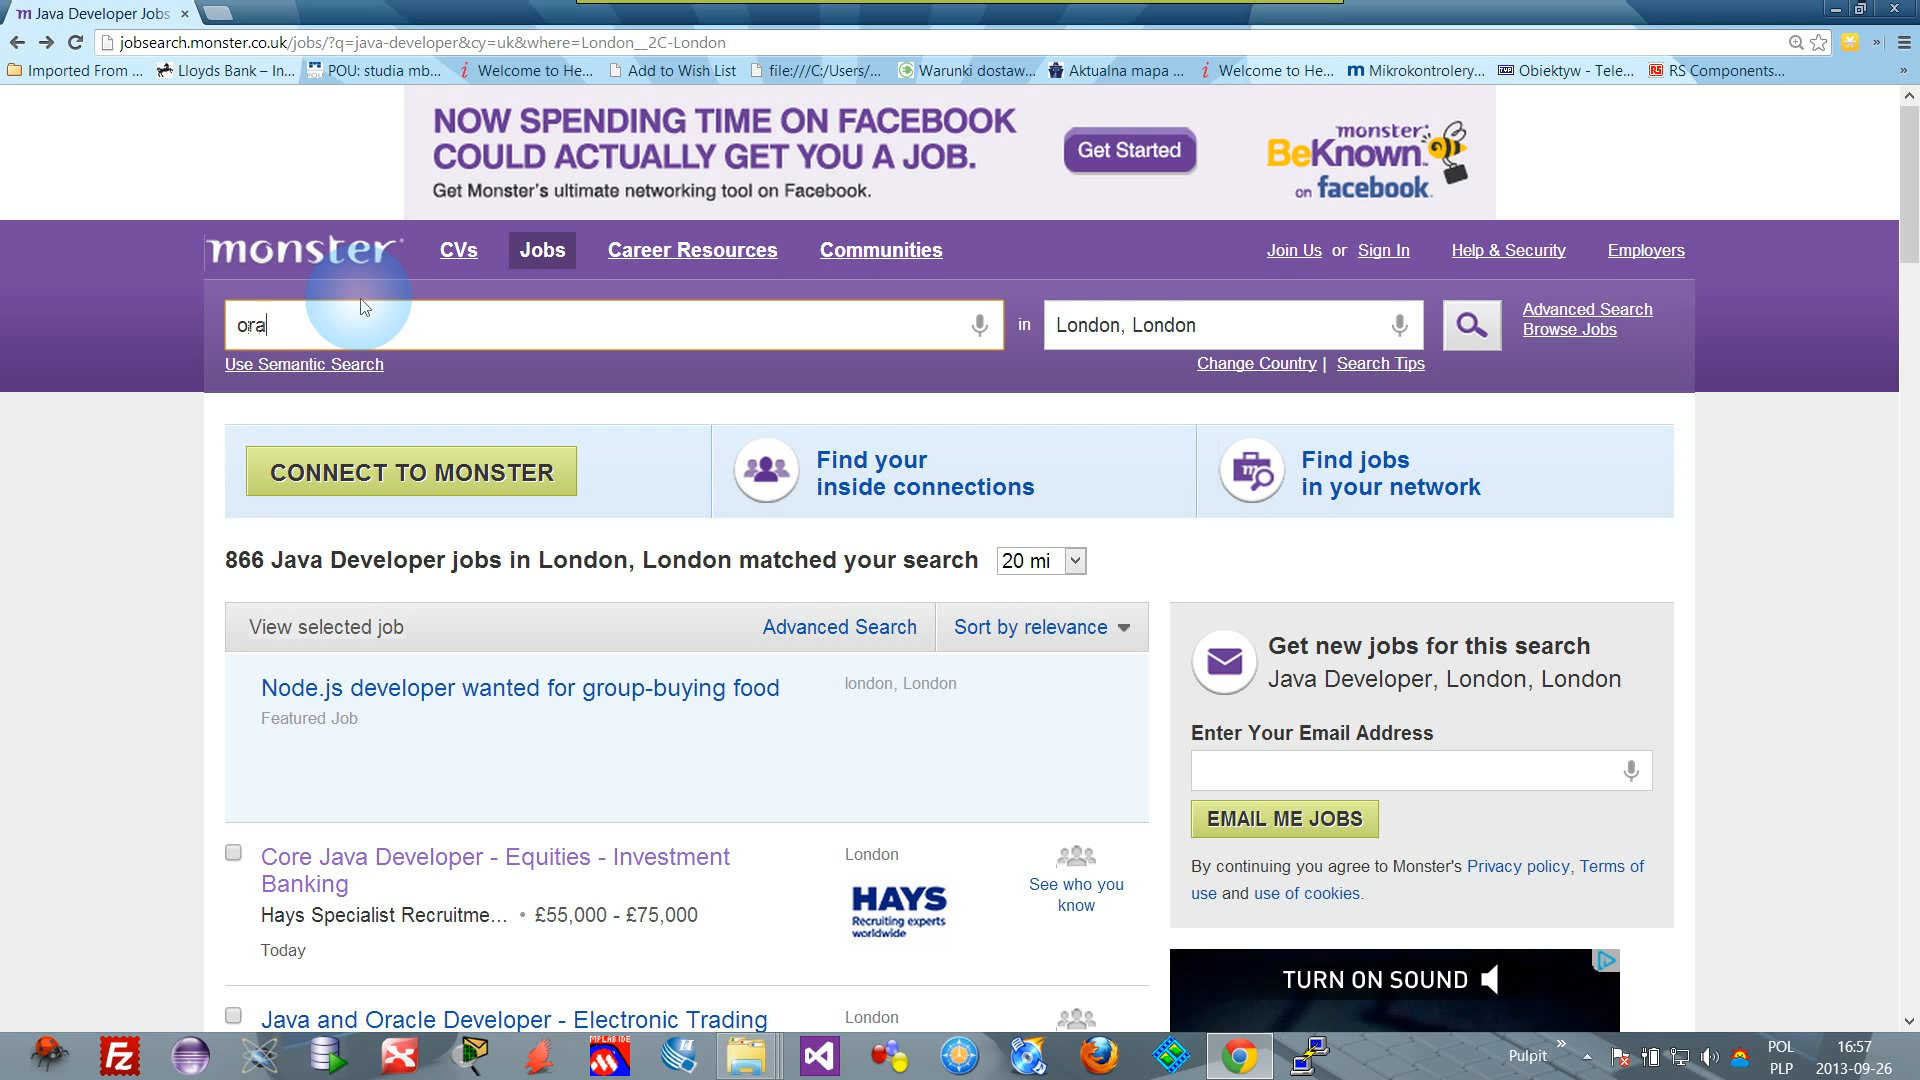 Java Developer Jobs
jobsearch.monster.co.uk/jobs/?q=java-developer&cy=uk&where=London__2C-London
Imported From ...
Lloyds Bank – In...
POU: studia mb...
Welcome to He...
Add to Wish List
file:///C:/Users/...
Warunki dostaw...
Aktualna mapa ...
Welcome to He...
Mikrokontrolery...
Obiektyw - Tele...
RS Components...
NOW SPENDING TIME ON FACEBOOK
COULD ACTUALLY GET YOU A JOB.
Get Monster's ultimate networking tool on Facebook.
Get Started
monster
BeKnown
on facebook
monster
CVs
Jobs
Career Resources
Communities
Join Us or Sign In
Help & Security
Employers
ora
in
London, London
Advanced Search
Browse Jobs
Use Semantic Search
Change Country | Search Tips
CONNECT TO MONSTER
Find your
inside connections
Find jobs
in your network
866 Java Developer jobs in London, London matched your search
20 mi
View selected job
Advanced Search
Sort by relevance
Node.js developer wanted for group-buying food
london, London
Featured Job
Core Java Developer - Equities - Investment
Banking
Hays Specialist Recruitme... • £55,000 - £75,000
Today
London
HAYS
Recruiting experts
worldwide
See who you
know
Java and Oracle Developer - Electronic Trading
London
Get new jobs for this search
Java Developer, London, London
Enter Your Email Address
EMAIL ME JOBS
By continuing you agree to Monster's Privacy policy, Terms of
use and use of cookies.
TURN ON SOUND
Fz
MPLAB IDE
Pulpit
POL
PLP
16:57
2013-09-26